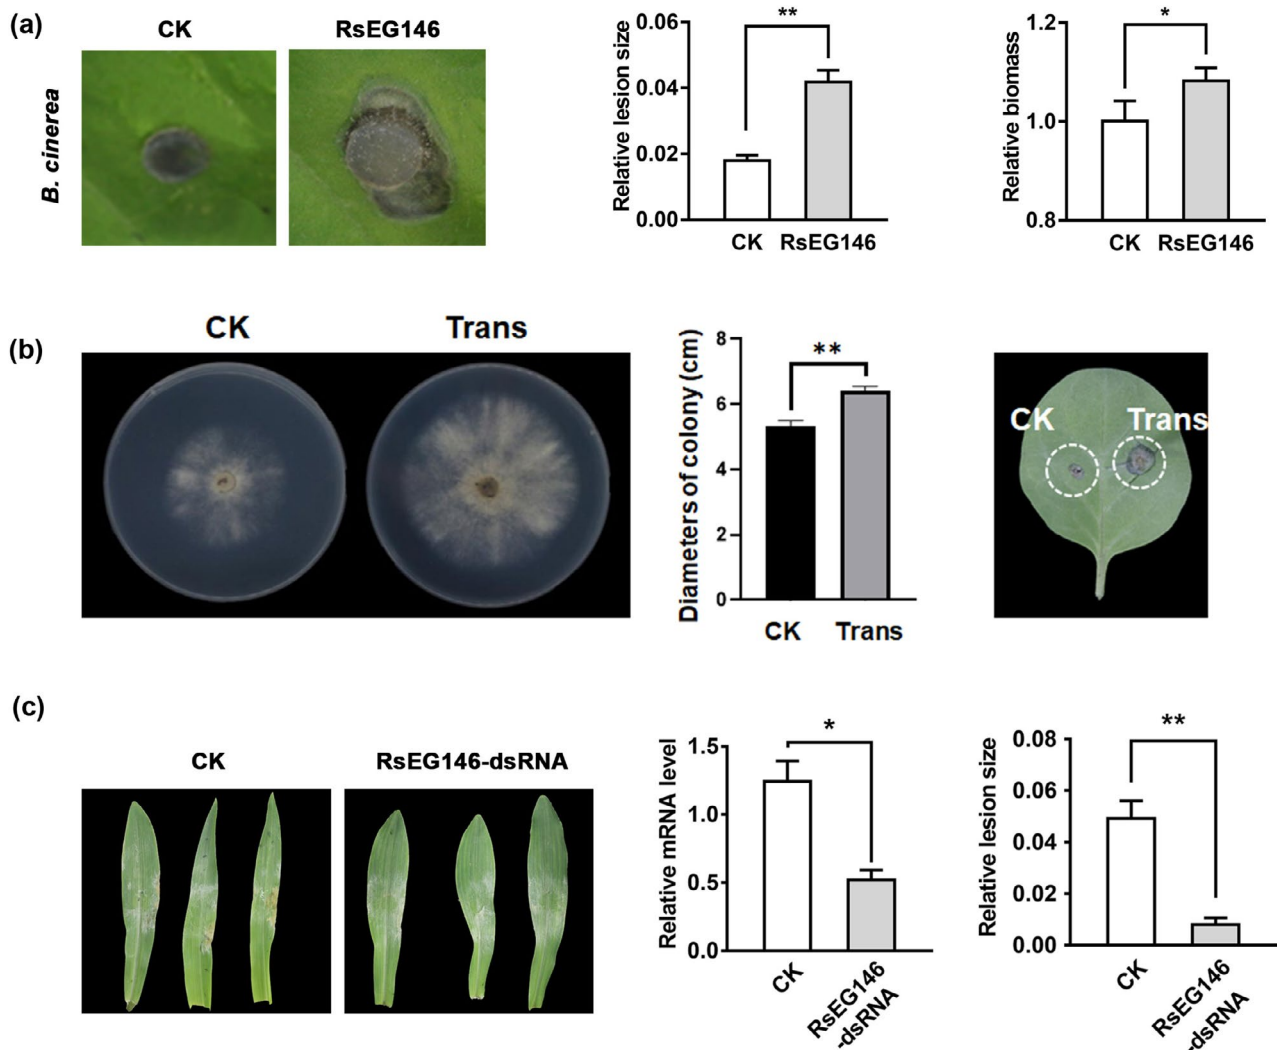 (a)
CK
RsEG146
B. cinerea
Relative lesion size
0.06
0.04
0.02
0.00
**
CK RsEG146
Relative biomass
1.2
1.0
0.8
*
CK RsEG146
(b)
CK
Trans
Diameters of colony (cm)
8
6
4
2
0
**
CK Trans
CK
Trans
(c)
CK
RsEG146-dsRNA
Relative mRNA level
1.5
1.0
0.5
0.0
*
CK
RsEG146
-dsRNA
Relative lesion size
0.08
0.06
0.04
0.02
0.00
**
CK
RsEG146
-dsRNA